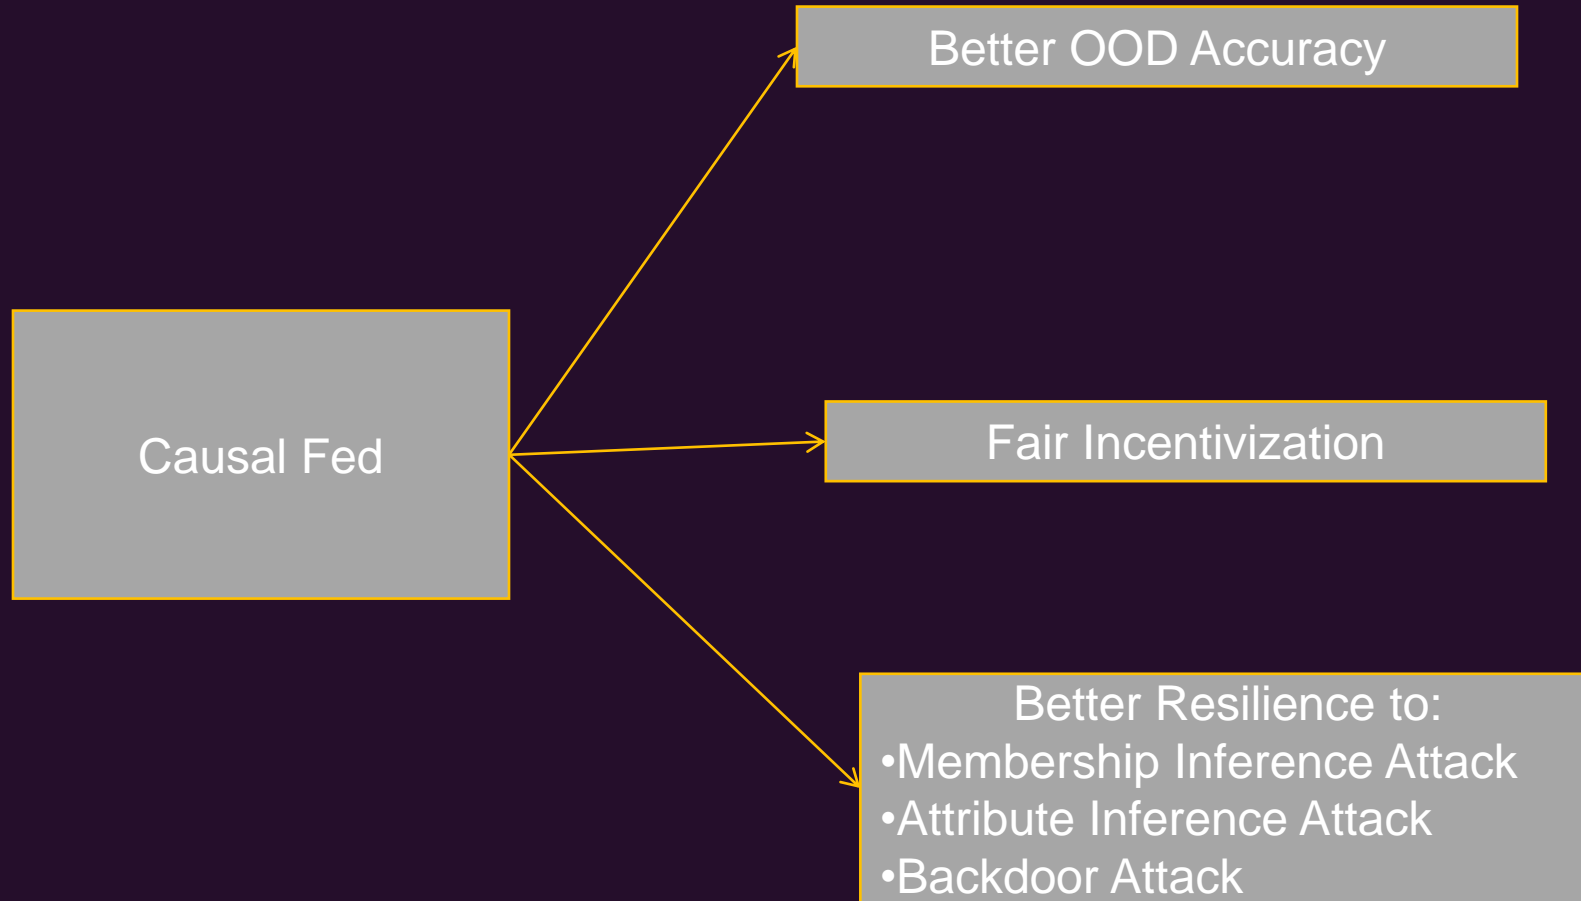 Better OOD Accuracy
Causal Fed
Fair Incentivization
Better Resilience to:
•Membership Inference Attack
•Attribute Inference Attack
•Backdoor Attack